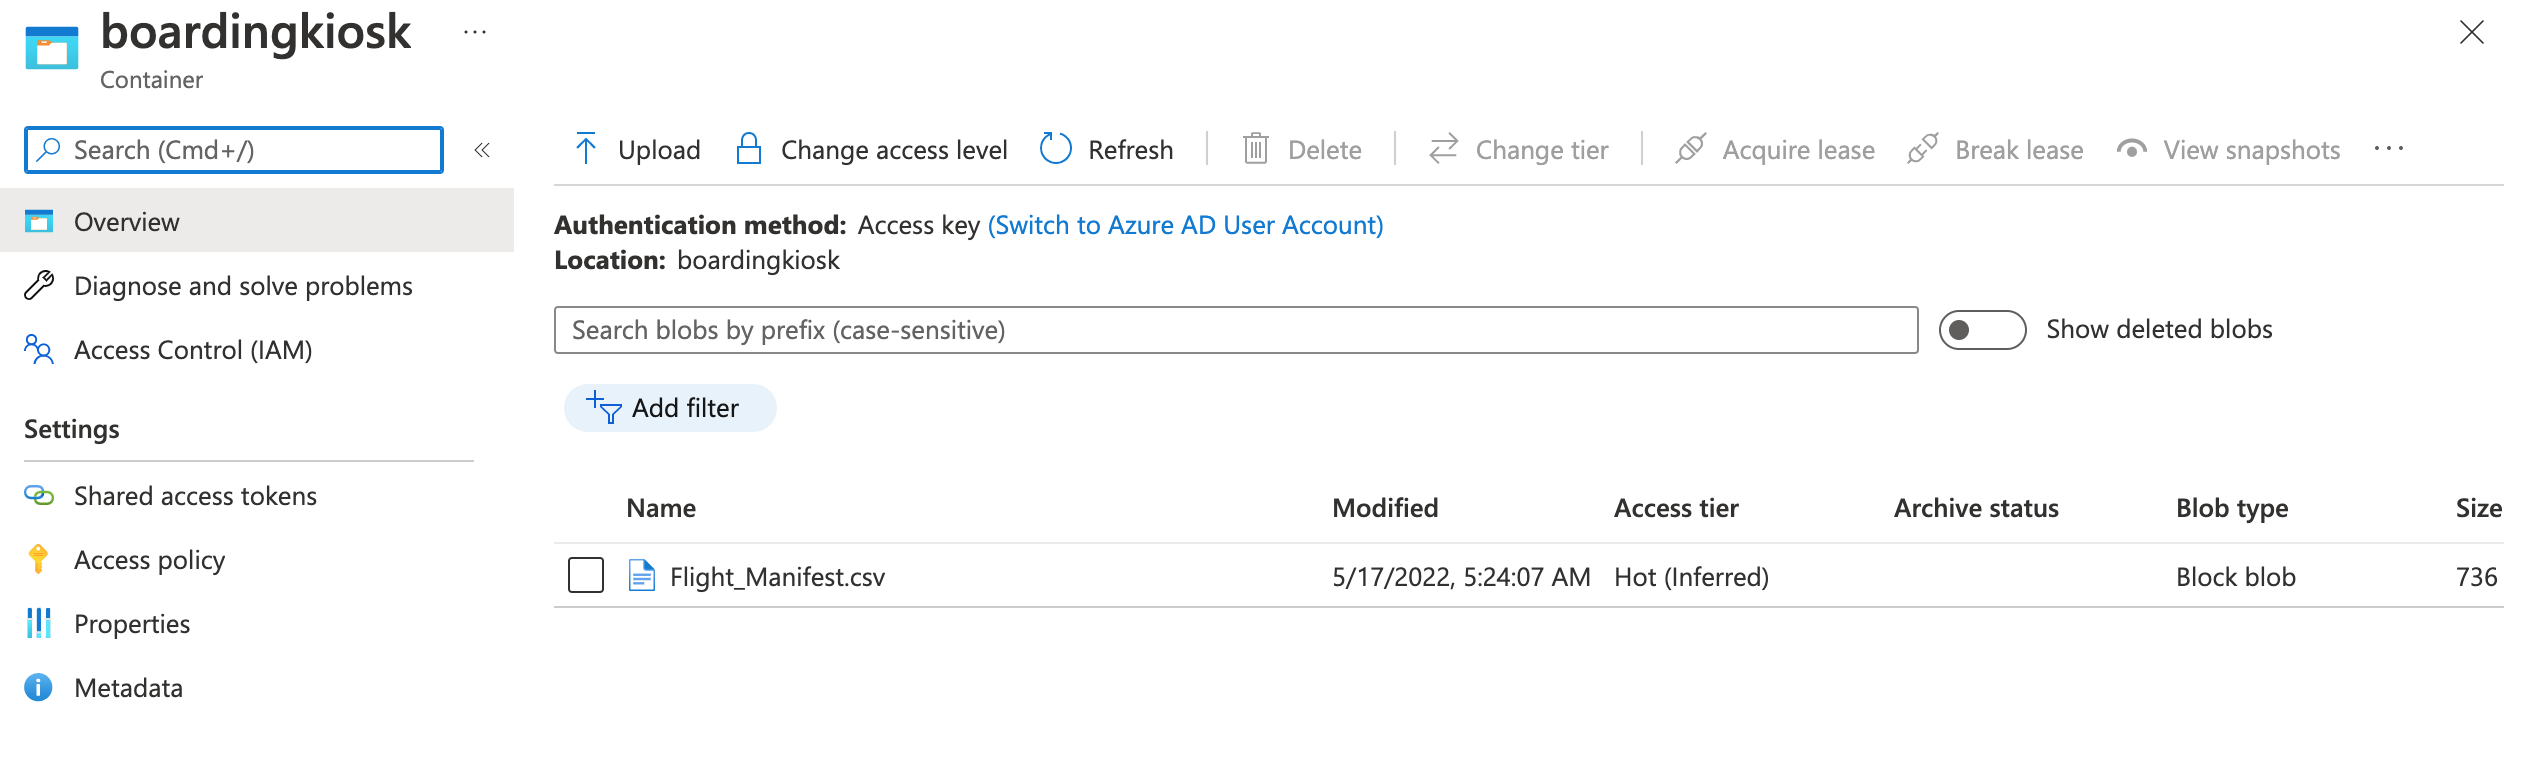 boardingkiosk ...
Container
Search (Cmd+/)
«
Overview
Diagnose and solve problems
Access Control (IAM)
Settings
Shared access tokens
Access policy
Properties
Metadata
Upload Change access level Refresh Delete Change tier Acquire lease Break lease View snapshots ...
Authentication method: Access key (Switch to Azure AD User Account)
Location: boardingkiosk
Search blobs by prefix (case-sensitive) Show deleted blobs
Add filter
Name Modified Access tier Archive status Blob type Size
Flight_Manifest.csv 5/17/2022, 5:24:07 AM Hot (Inferred) Block blob 736